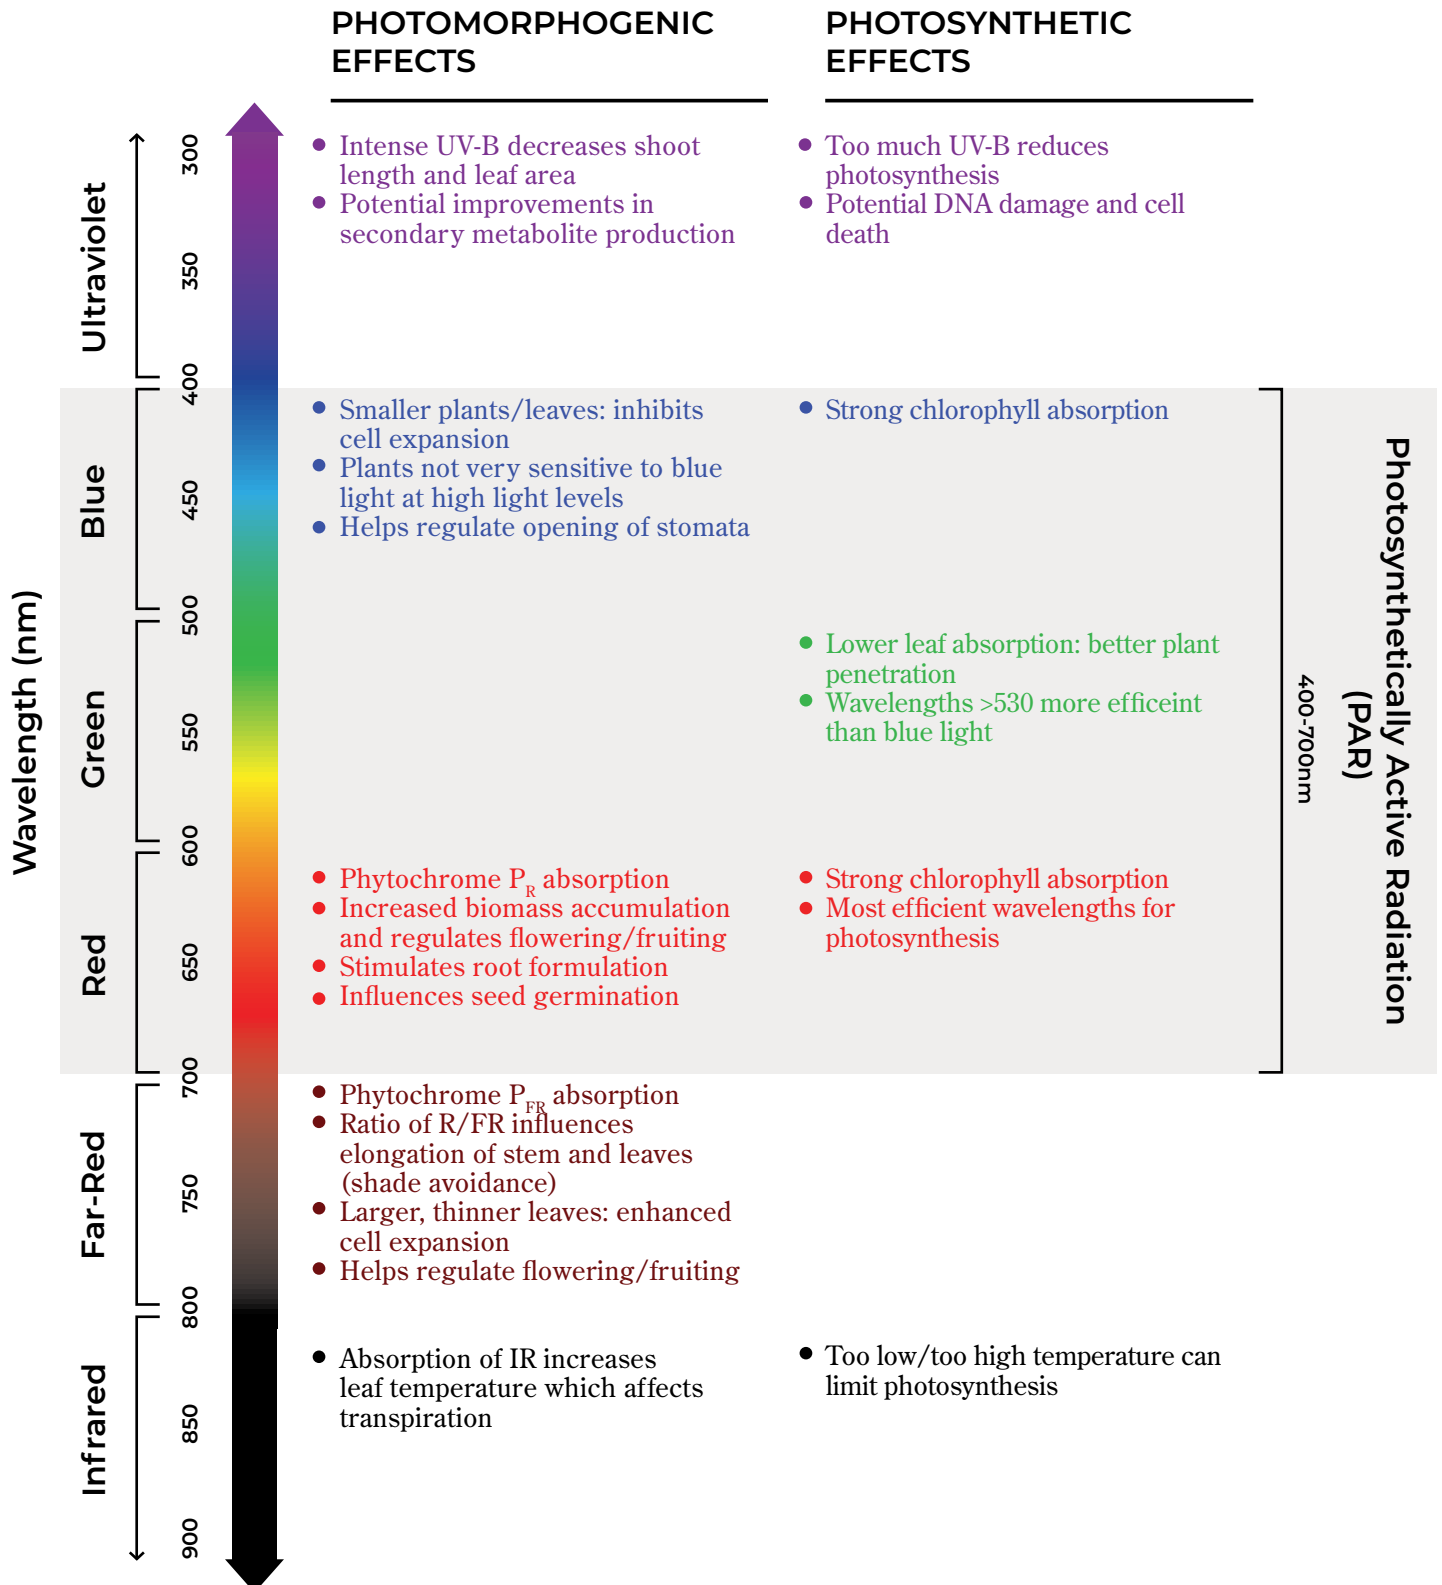 PHOTOMORPHOGENIC
EFFECTS
PHOTOSYNTHETIC
EFFECTS
Wavelength (nm)
Ultraviolet
300
350
400
• Intense UV-B decreases shoot
length and leaf area
• Potential improvements in
secondary metabolite production
• Too much UV-B reduces
photosynthesis
• Potential DNA damage and cell
death
Blue
450
500
• Smaller plants/leaves: inhibits
cell expansion
• Plants not very sensitive to blue
light at high light levels
• Helps regulate opening of stomata
• Strong chlorophyll absorption
Green
550
600
• Lower leaf absorption: better plant
penetration
• Wavelengths >530 more efficeint
than blue light
Red
650
700
• Phytochrome PR absorption
• Increased biomass accumulation
and regulates flowering/fruiting
• Stimulates root formulation
• Influences seed germination
• Strong chlorophyll absorption
• Most efficient wavelengths for
photosynthesis
400-700nm
Photosynthetically Active Radiation
(PAR)
Far-Red
750
800
• Phytochrome PFR absorption
• Ratio of R/FR influences
elongation of stem and leaves
(shade avoidance)
• Larger, thinner leaves: enhanced
cell expansion
• Helps regulate flowering/fruiting
Infrared
850
900
• Absorption of IR increases
leaf temperature which affects
transpiration
• Too low/too high temperature can
limit photosynthesis